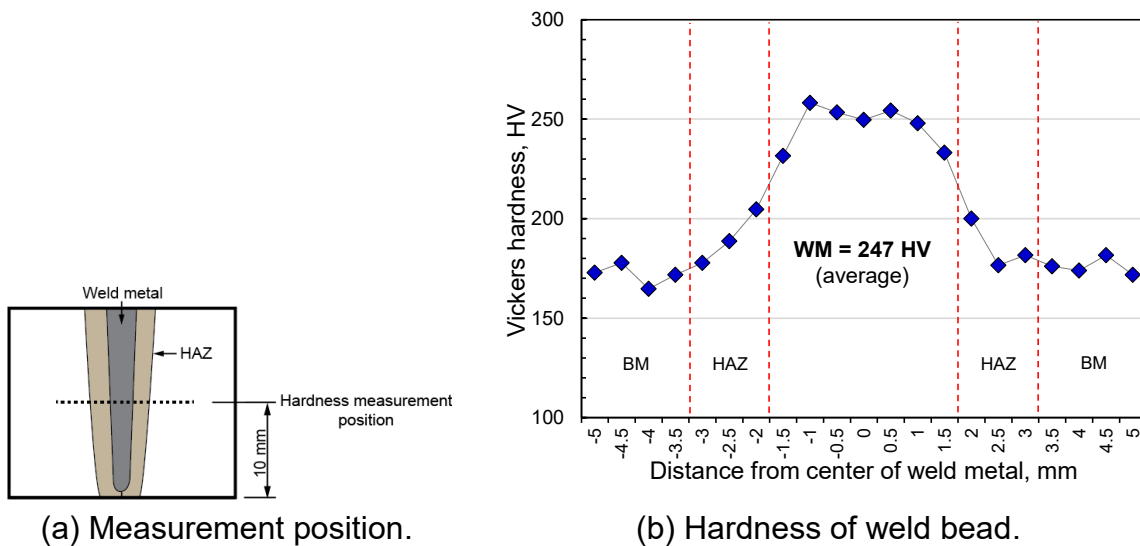 Weld metal
HAZ
Hardness measurement
position
10 mm
(a) Measurement position.
Vickers hardness, HV
300
250
200
150
100
WM = 247 HV
(average)
BM
HAZ
HAZ
BM
-5
-4.5
-4
-3.5
-3
-2.5
-2
-1.5
-1
-0.5
0
0.5
1
1.5
2
2.5
3
3.5
4
4.5
5
Distance from center of weld metal, mm
(b) Hardness of weld bead.